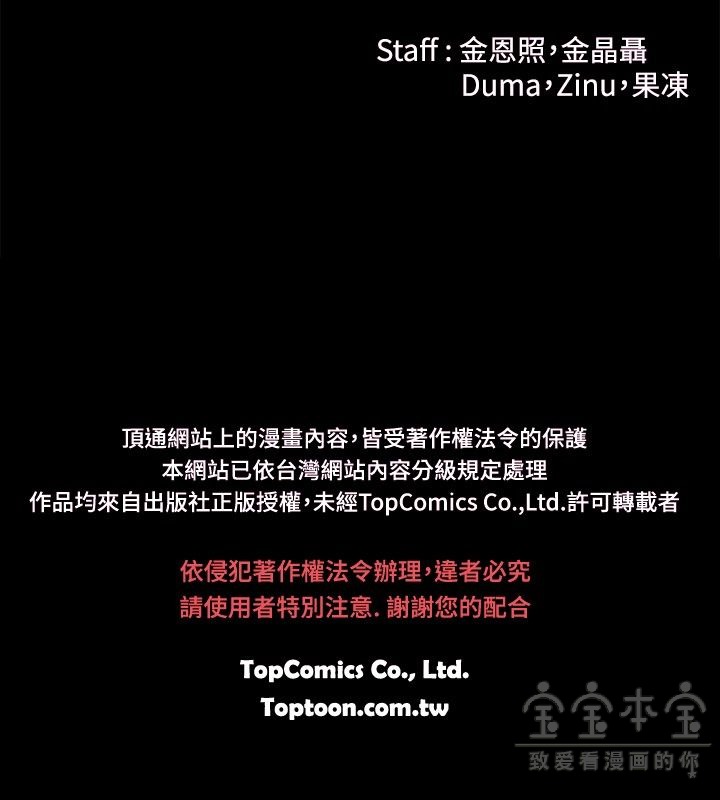 Staff : 金恩照，金晶聶
Duma，Zinu，果凍
頂通網站上的漫畫內容，皆受著作權法令的保護
本網站已依台灣網站內容分級規定處理
作品均來自出版社正版授權，未經TopComics Co.,Ltd.許可轉載者
依侵犯著作權法令辦理，違者必究
請使用者特別注意. 謝謝您的配合
TopComics Co., Ltd.
Toptoon.com.tw
宝宝本宝
致爱看漫画的你*